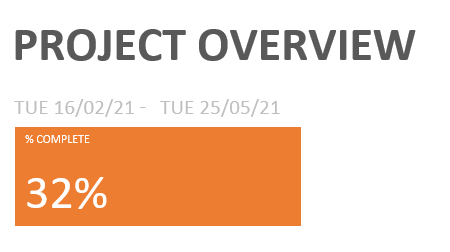 PROJECT OVERVIEW
TUE 16/02/21 - TUE 25/05/21
% COMPLETE
32%